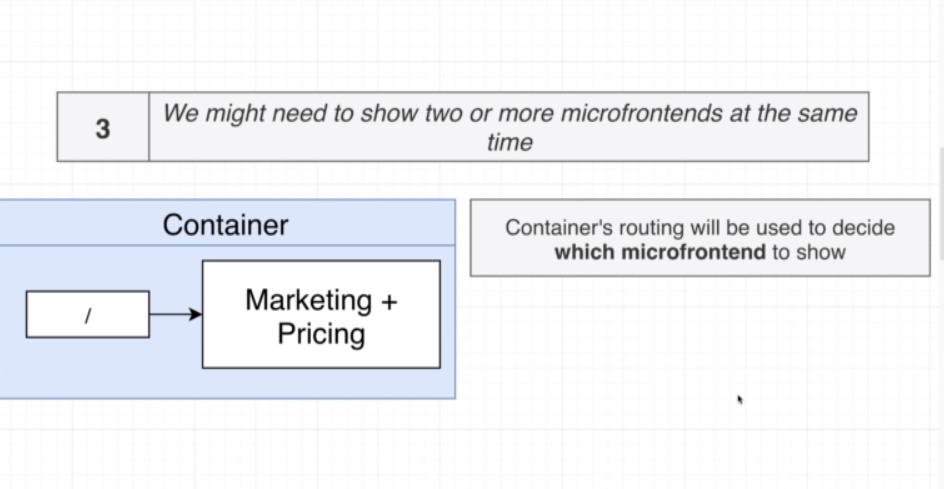 3
We might need to show two or more microfrontends at the same
time
Container
/
Marketing +
Pricing
Container's routing will be used to decide
which microfrontend to show